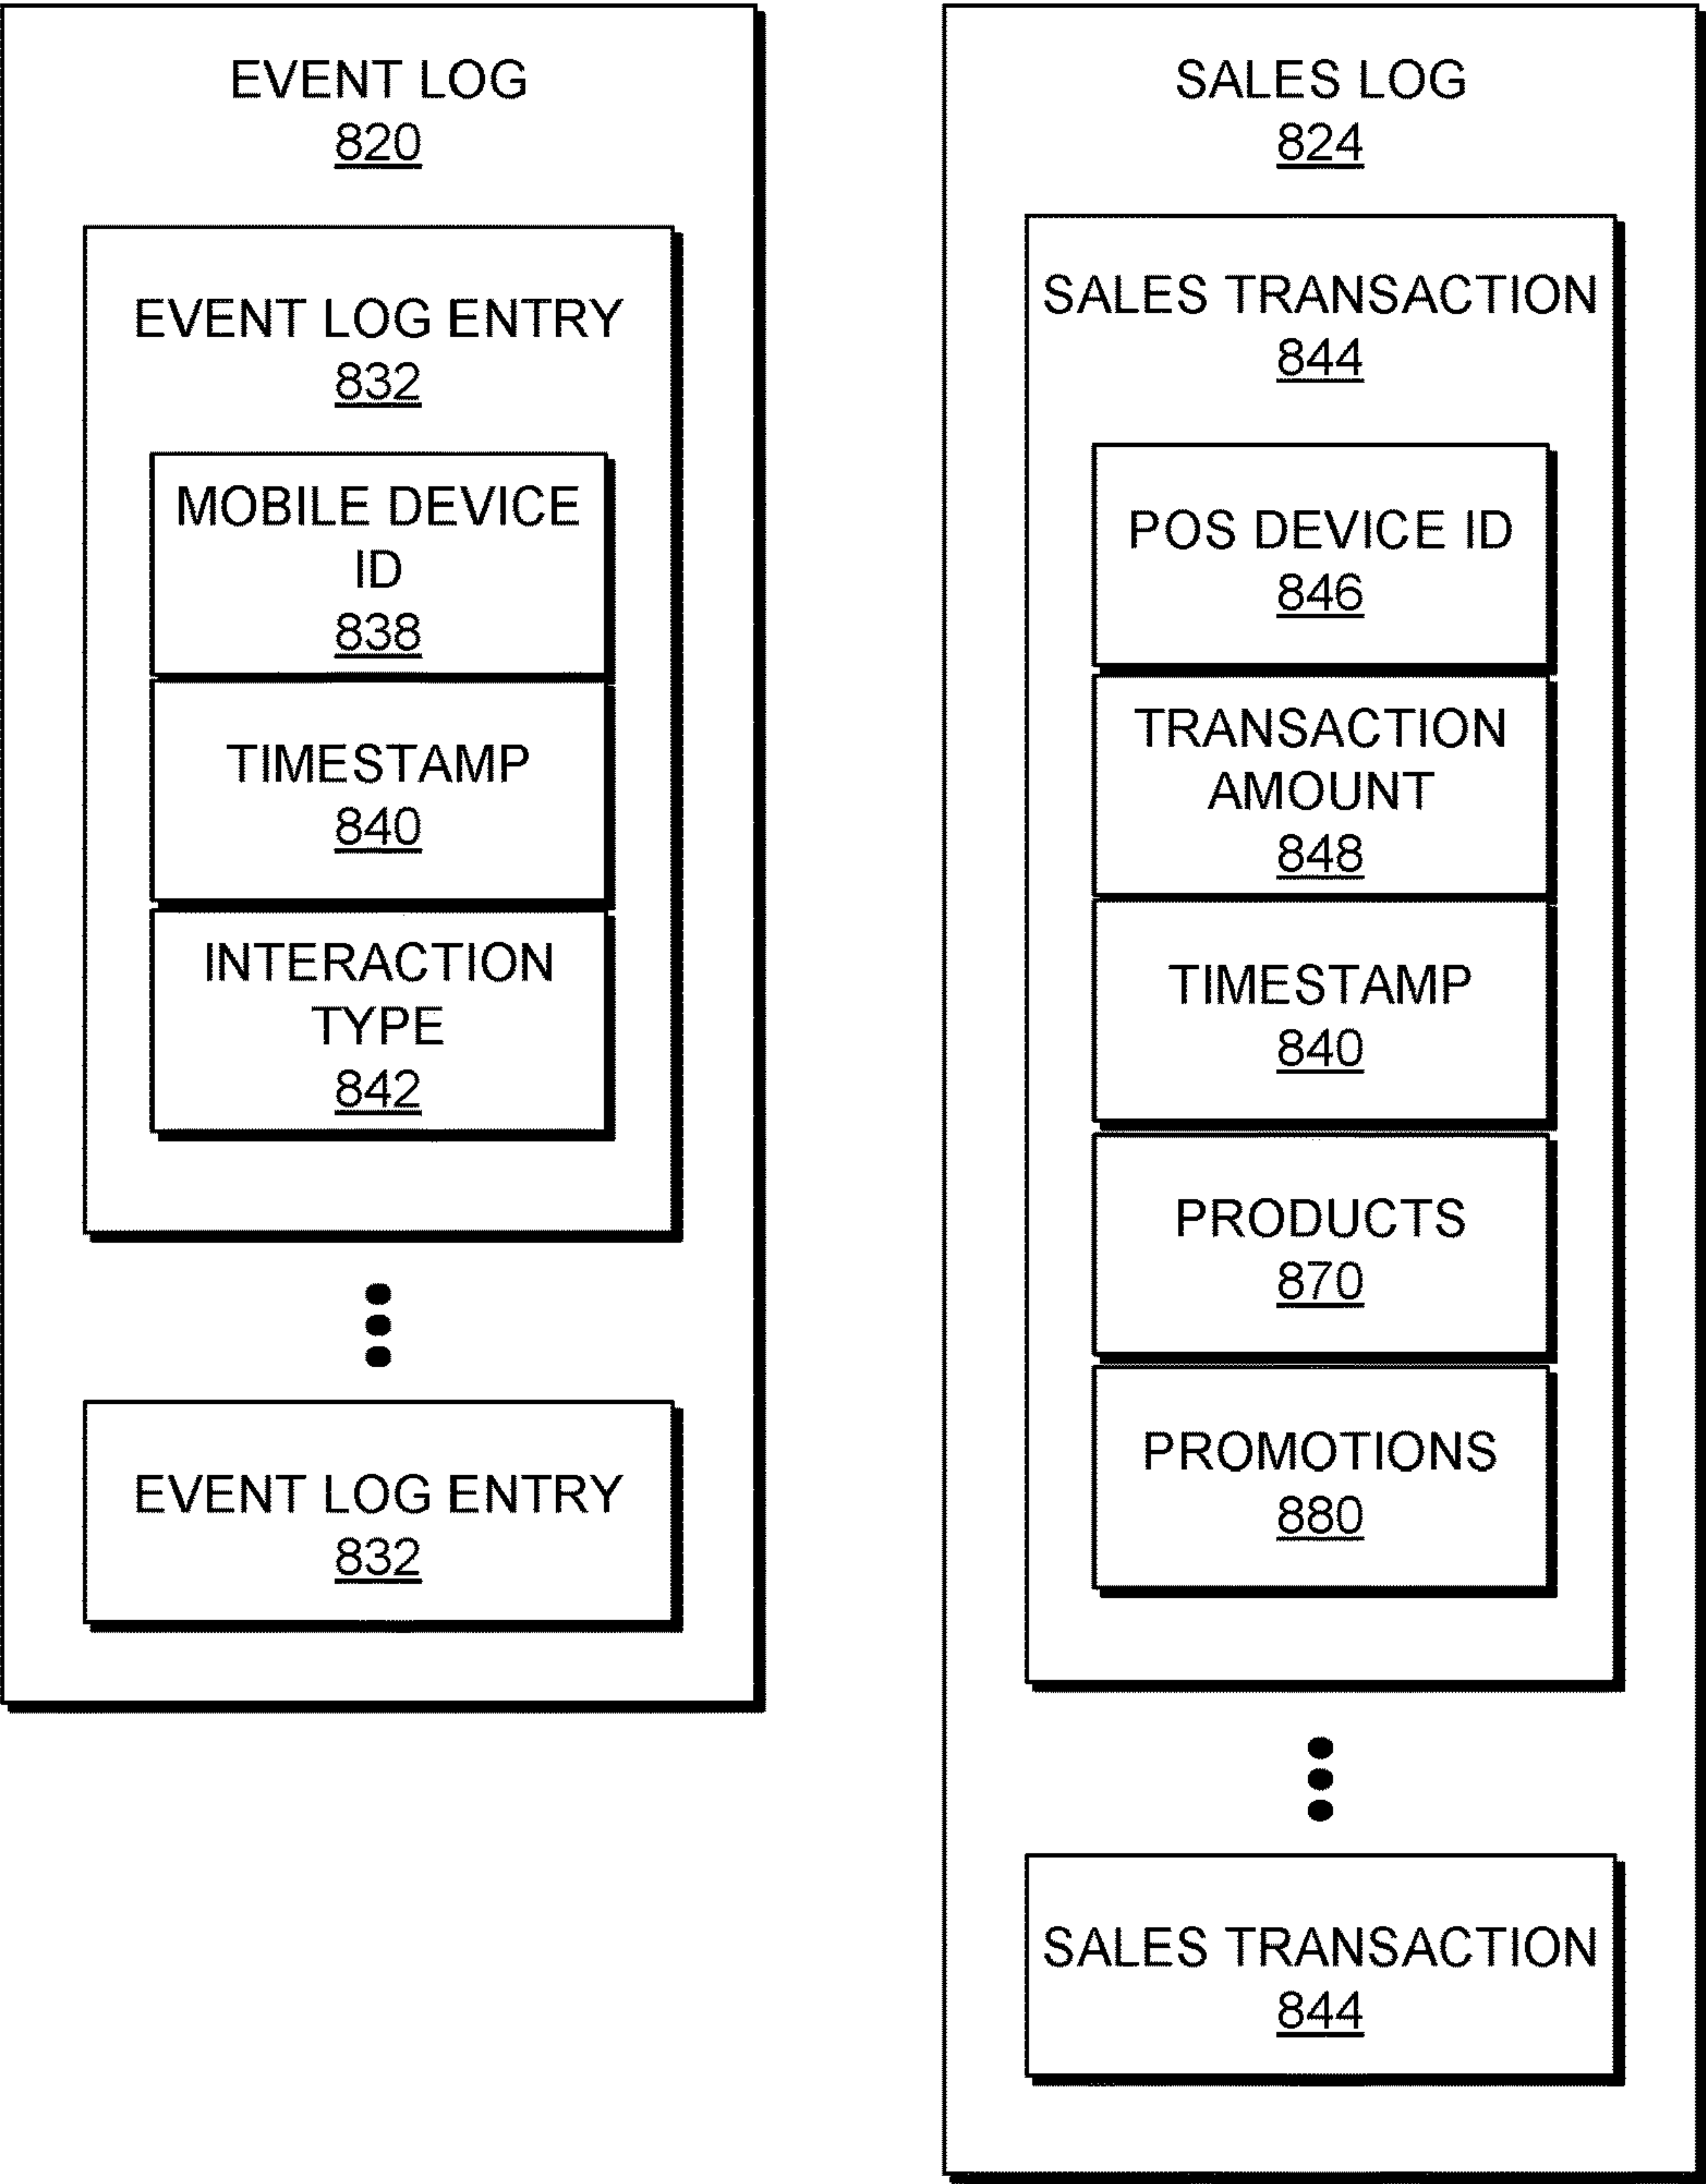 EVENT LOG
820
EVENT LOG ENTRY
832
MOBILE DEVICE
ID
838
TIMESTAMP
840
INTERACTION
TYPE
842
EVENT LOG ENTRY
832
SALES LOG
824
SALES TRANSACTION
844
POS DEVICE ID
846
TRANSACTION
AMOUNT
848
TIMESTAMP
840
PRODUCTS
870
PROMOTIONS
880
SALES TRANSACTION
844